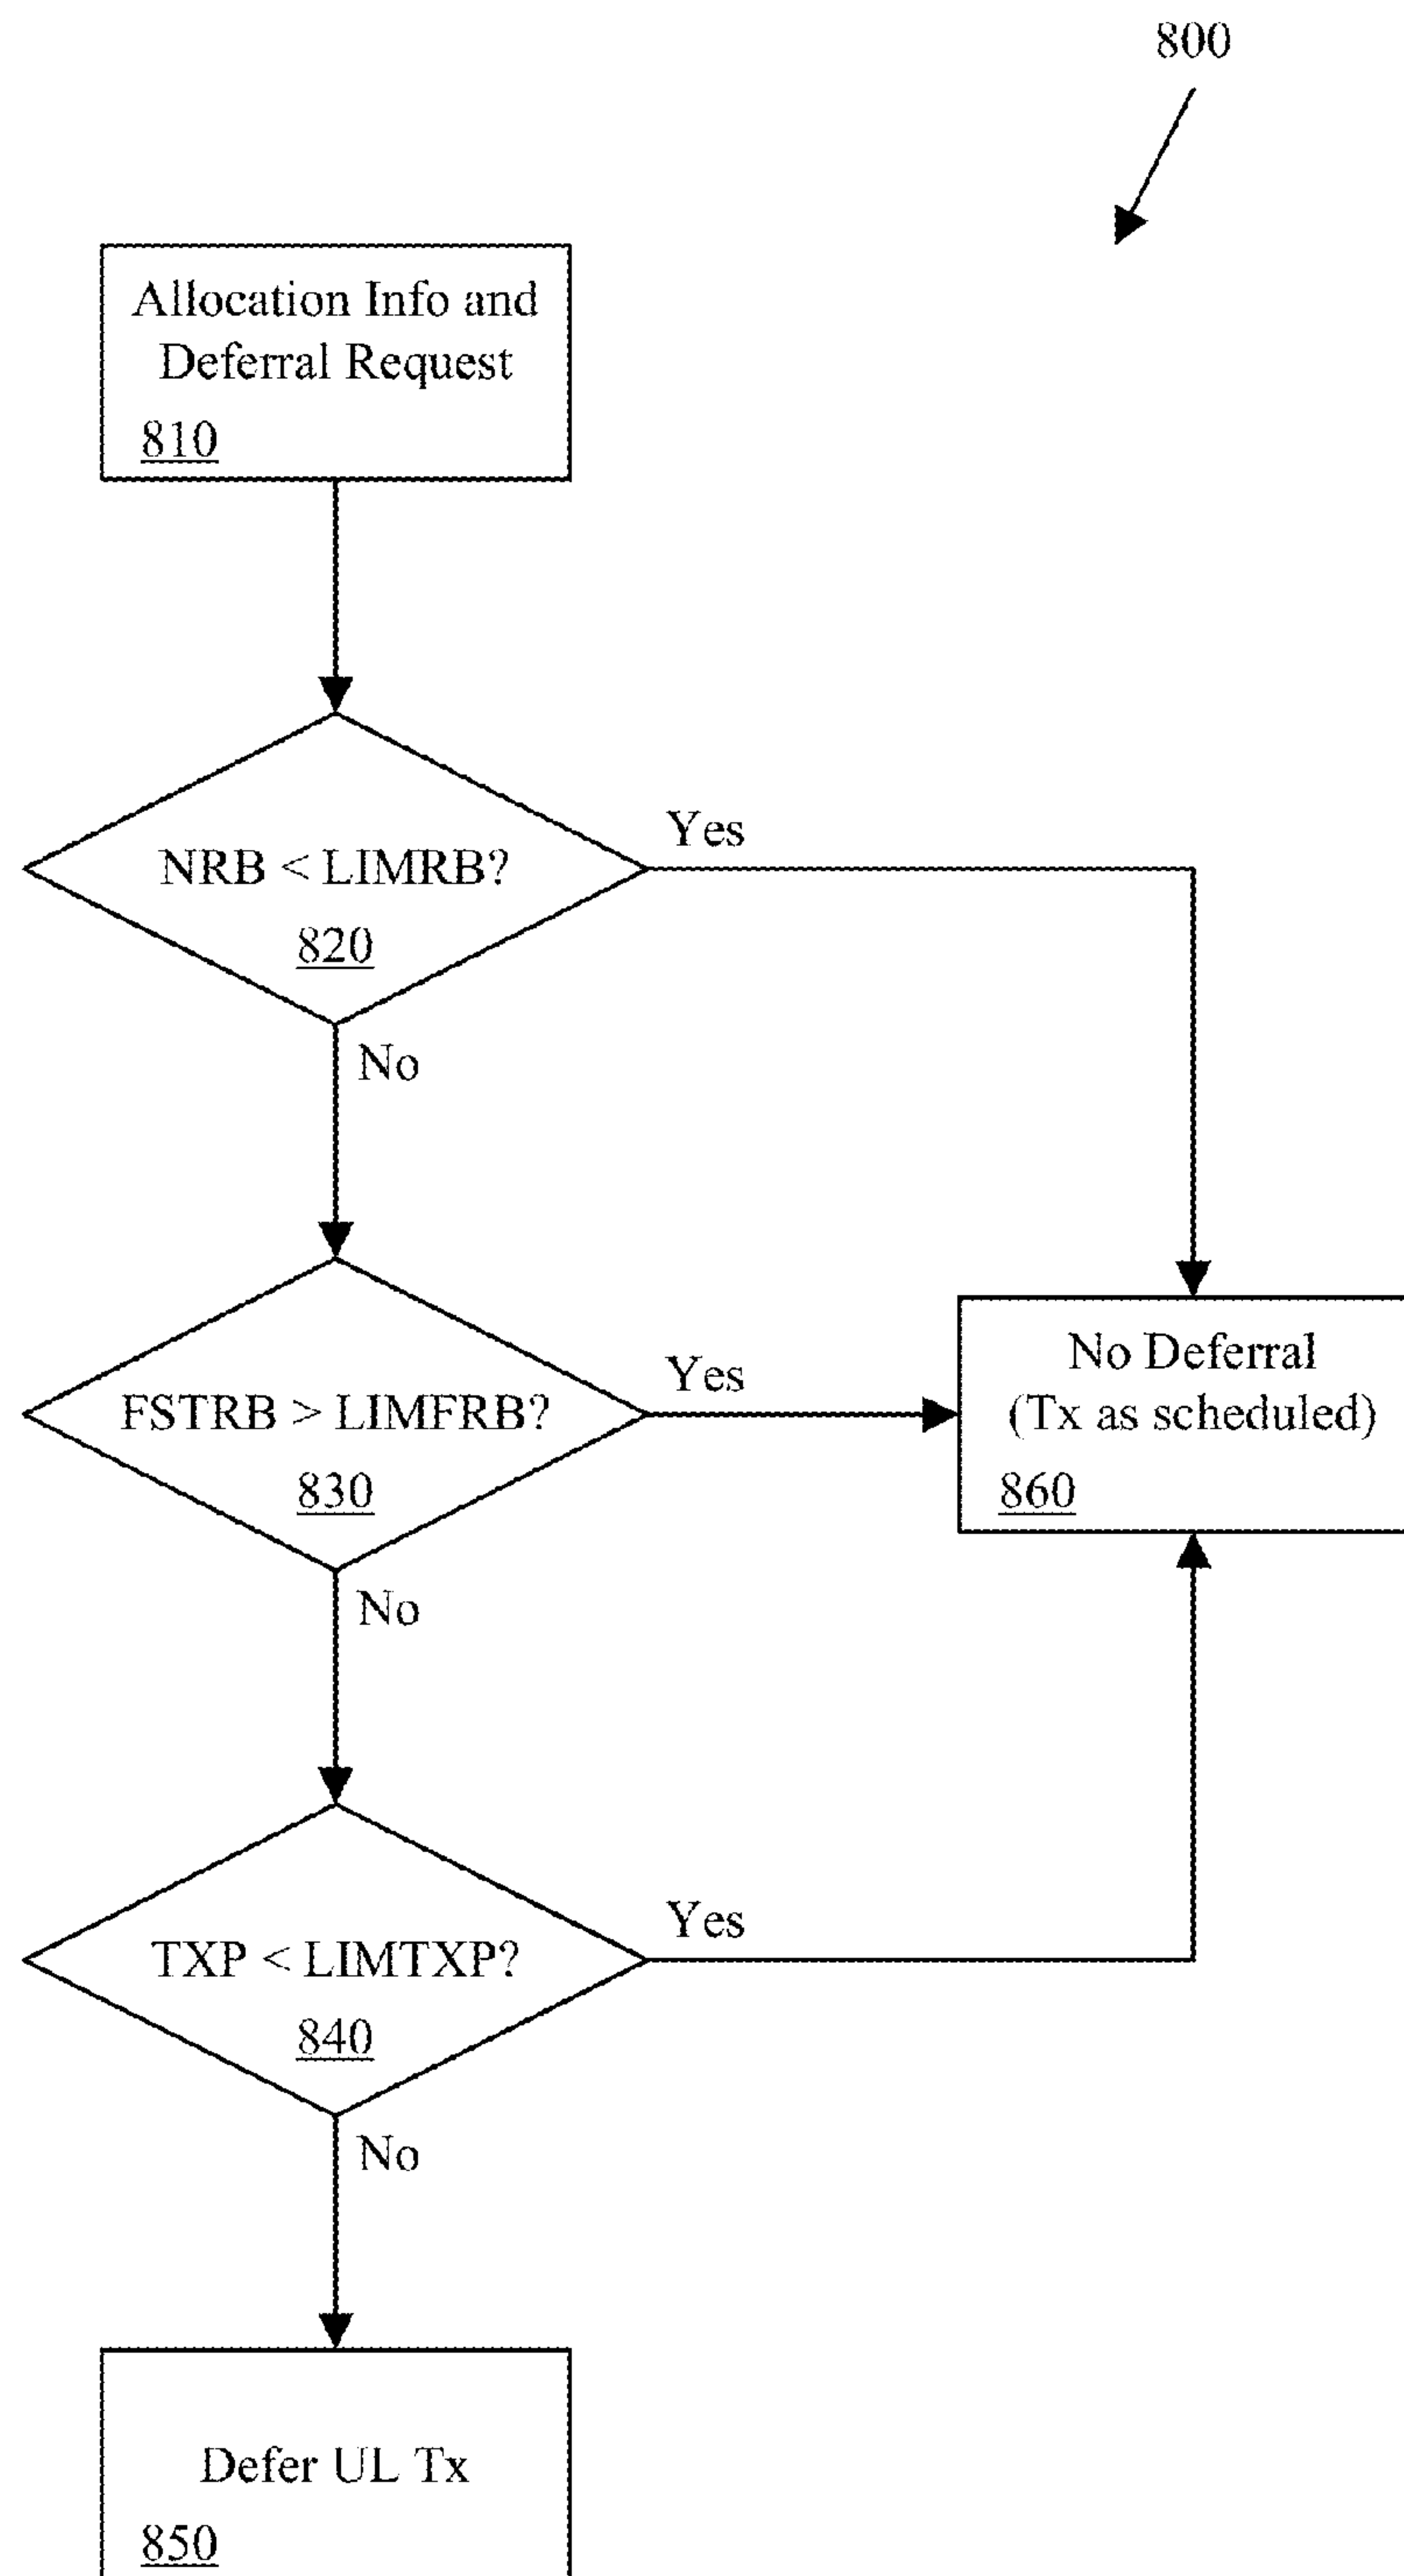 800
Allocation Info and
Deferral Request
810
NRB < LIMRB?
820
Yes
No
FSTRB > LIMFRB?
830
Yes
No
No Deferral
(Tx as scheduled)
860
TXP < LIMTXP?
840
Yes
No
Defer UL Tx
850